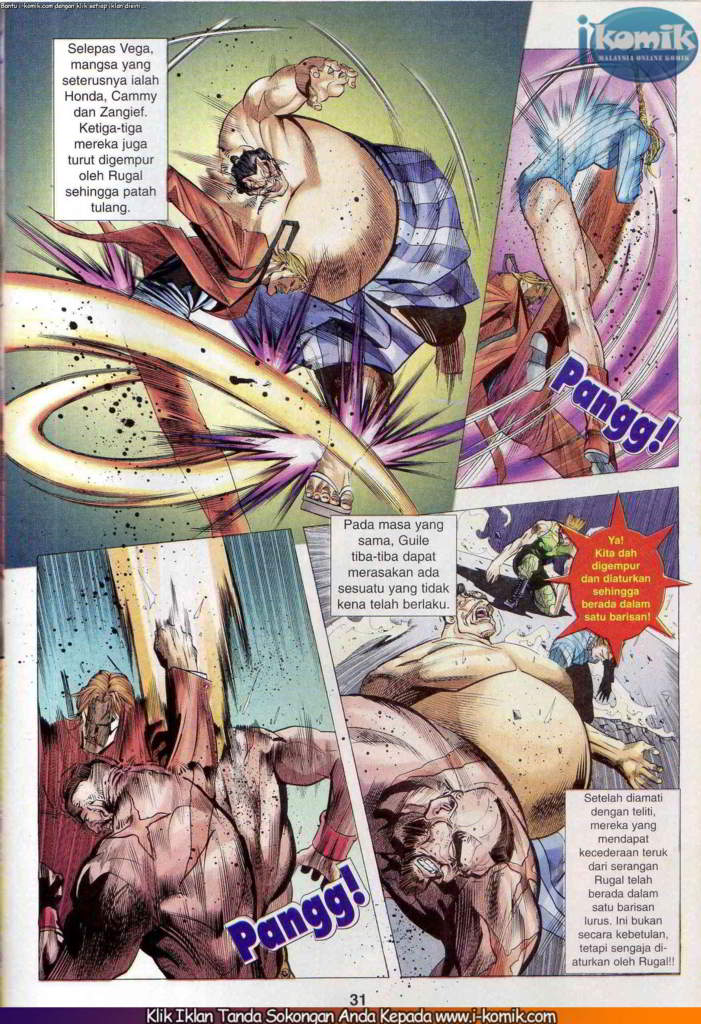 Bantu i-komik.com dengan klik setiap iklan disini ...
ikomik
MALAYSIA ONLINE KOMIK
Selepas Vega,
mangsa yang
seterusnya ialah
Honda, Cammy
dan Zangief.
Ketiga-tiga
mereka juga
turut digempur
oleh Rugal
sehingga patah
tulang.
Pangg!
Pada masa yang
sama, Guile
tiba-tiba dapat
merasakan ada
sesuatu yang tidak
kena telah berlaku.
Ya!
Kita dah
digempur
dan diaturkan
sehingga
berada dalam
satu barisan!
Pangg!
Setelah diamati
dengan teliti,
mereka yang
mendapat
kecederaan teruk
dari serangan
Rugal telah
berada dalam
satu barisan
lurus. Ini bukan
secara kebetulan,
tetapi sengaja di-
aturkan oleh Rugal!!
31
Klik Iklan Tanda Sokongan Anda Kepada www.i-komik.com